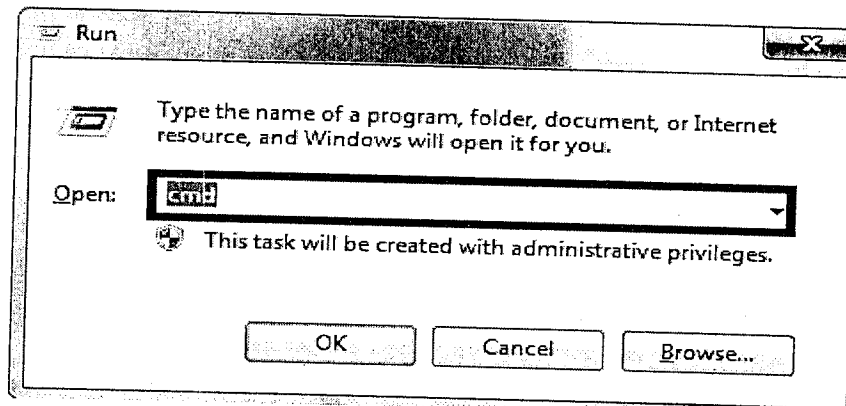 Run
Type the name of a program, folder, document, or Internet
resource, and Windows will open it for you.
Open:
cmd
This task will be created with administrative privileges.
OK
Cancel
Browse...